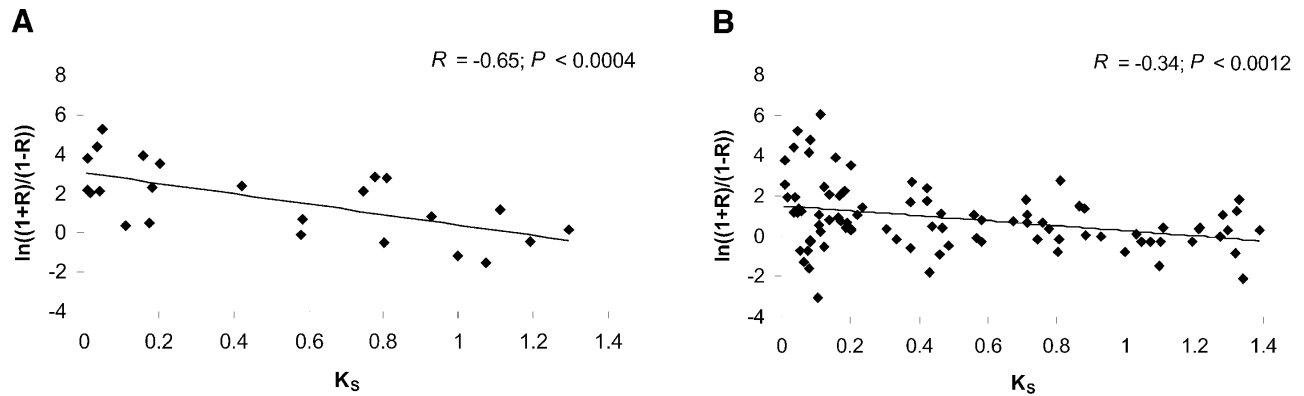 A
R = -0.65; P < 0.0004
8
6
4
2
0
-2
-4
ln((1+R)/(1-R))
0 0.2 0.4 0.6 0.8 1 1.2 1.4
KS
B
R = -0.34; P < 0.0012
8
6
4
2
0
-2
-4
ln((1+R)/(1-R))
0 0.2 0.4 0.6 0.8 1 1.2 1.4
KS